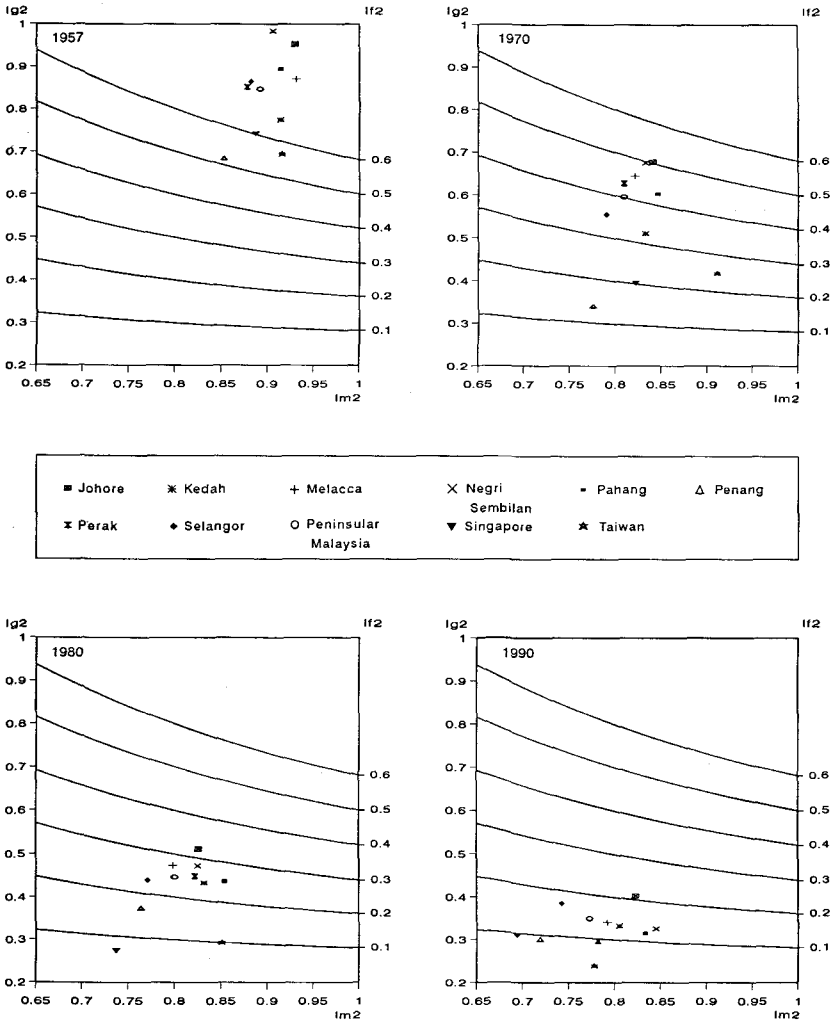 Ig2 If2 Ig2 If2
1957 1970
1 1
0.9 0.9
0.8 0.8
0.7 0.6 0.7 0.6
0.6 0.5 0.6 0.5
0.5 0.4 0.5 0.4
0.4 0.3 0.4 0.3
0.3 0.2 0.3 0.2
0.2 0.1 0.2 0.1
0.65 0.7 0.75 0.8 0.85 0.9 0.95 1 0.65 0.7 0.75 0.8 0.85 0.9 0.95 1
Im2 Im2
Johore Kedah Melacca Negri Sembilan Pahang Penang
Perak Selangor Peninsular Malaysia Singapore Taiwan
Ig2 If2 Ig2 If2
1980 1990
1 1
0.9 0.9
0.8 0.8
0.7 0.6 0.7 0.6
0.6 0.5 0.6 0.5
0.5 0.4 0.5 0.4
0.4 0.3 0.4 0.3
0.3 0.2 0.3 0.2
0.2 0.1 0.2 0.1
0.65 0.7 0.75 0.8 0.85 0.9 0.95 1 0.65 0.7 0.75 0.8 0.85 0.9 0.95 1
Im2 Im2